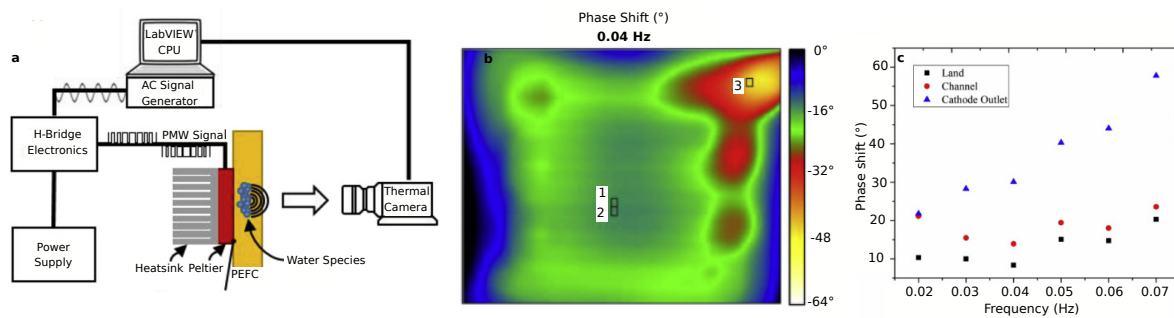 a
LabVIEW™
CPU
AC Signal
Generator
H-Bridge
Electronics
PMW Signal
Power
Supply
Heatsink
Peltier
PEFC
Water Species
Thermal
Camera
Phase Shift (°)
0.04 Hz
b
3
1
2
0°
-16°
-32°
-48
-64°
c
Phase shift (°)
60
50
40
30
20
10
Land
Channel
Cathode Outlet
0.02 0.03 0.04 0.05 0.06 0.07
Frequency (Hz)